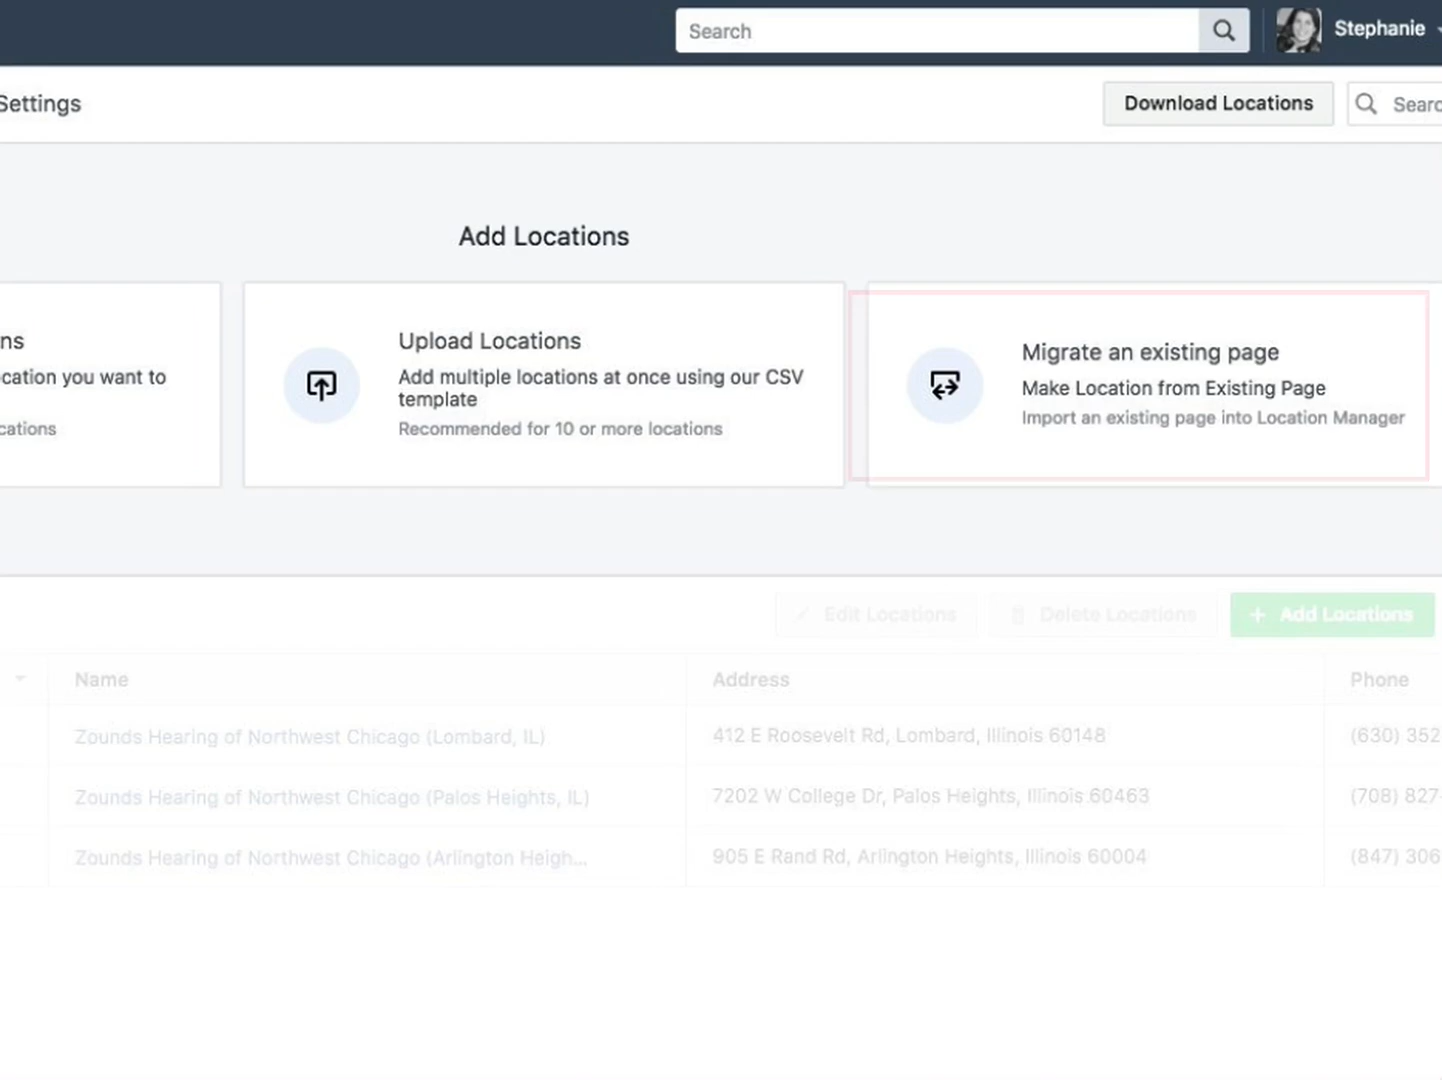 Search
Stephanie
Settings
Download Locations
Searc
Add Locations
ns
cation you want to
cations
Upload Locations
Add multiple locations at once using our CSV
template
Recommended for 10 or more locations
Migrate an existing page
Make Location from Existing Page
Import an existing page into Location Manager
Edit Locations
Delete Locations
+ Add Locations
Name
Address
Phone
Zounds Hearing of Northwest Chicago (Lombard, IL)
412 E Roosevelt Rd, Lombard, Illinois 60148
(630) 352
Zounds Hearing of Northwest Chicago (Palos Heights, IL)
7202 W College Dr, Palos Heights, Illinois 60463
(708) 827
Zounds Hearing of Northwest Chicago (Arlington Heigh...
905 E Rand Rd, Arlington Heights, Illinois 60004
(847) 306